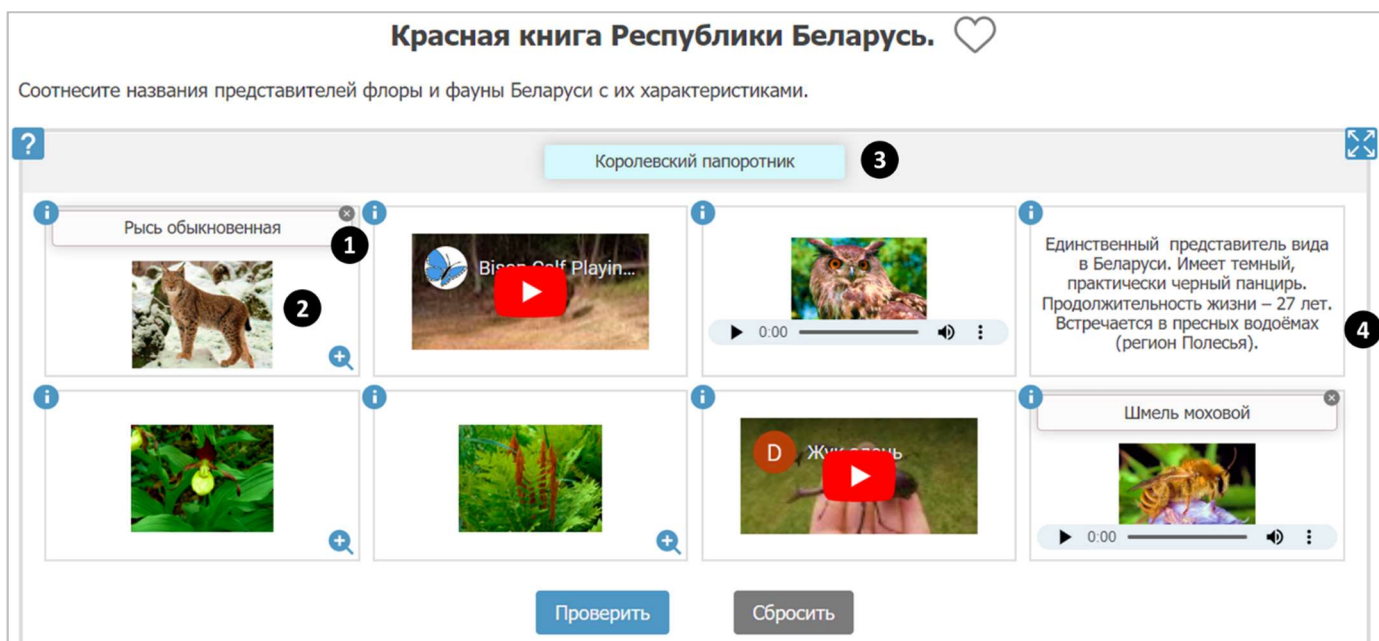 Красная книга Республики Беларусь.
Соотнесите названия представителей флоры и фауны Беларуси с их характеристиками.
?
Королевский папоротник
3
i
Рысь обыкновенная
1
2
i
Bison Calf Playin...
i
0:00
i
Единственный представитель вида
в Беларуси. Имеет темный,
практически черный панцирь.
Продолжительность жизни – 27 лет.
Встречается в пресных водоёмах
(регион Полесья).
4
i
i
i
D
Жук олень
i
Шмель моховой
0:00
Проверить
Сбросить